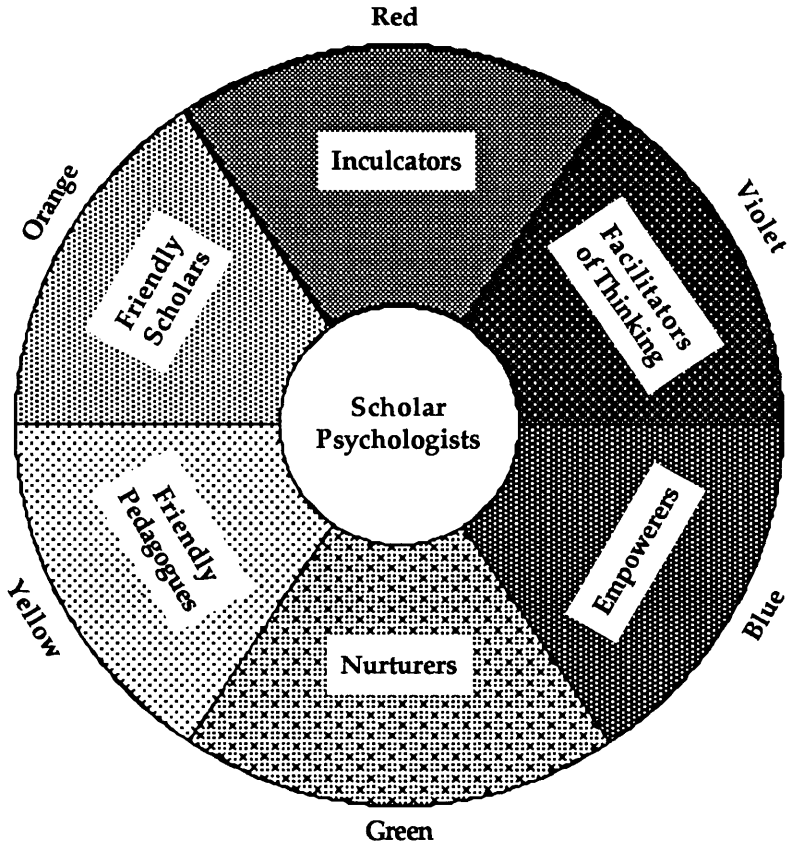 Red
Inculcators
Orange
Violet
Friendly
Scholars
Facilitators
of Thinking
Scholar
Psychologists
Friendly
Pedagogues
Empowerers
Yellow
Blue
Nurturers
Green